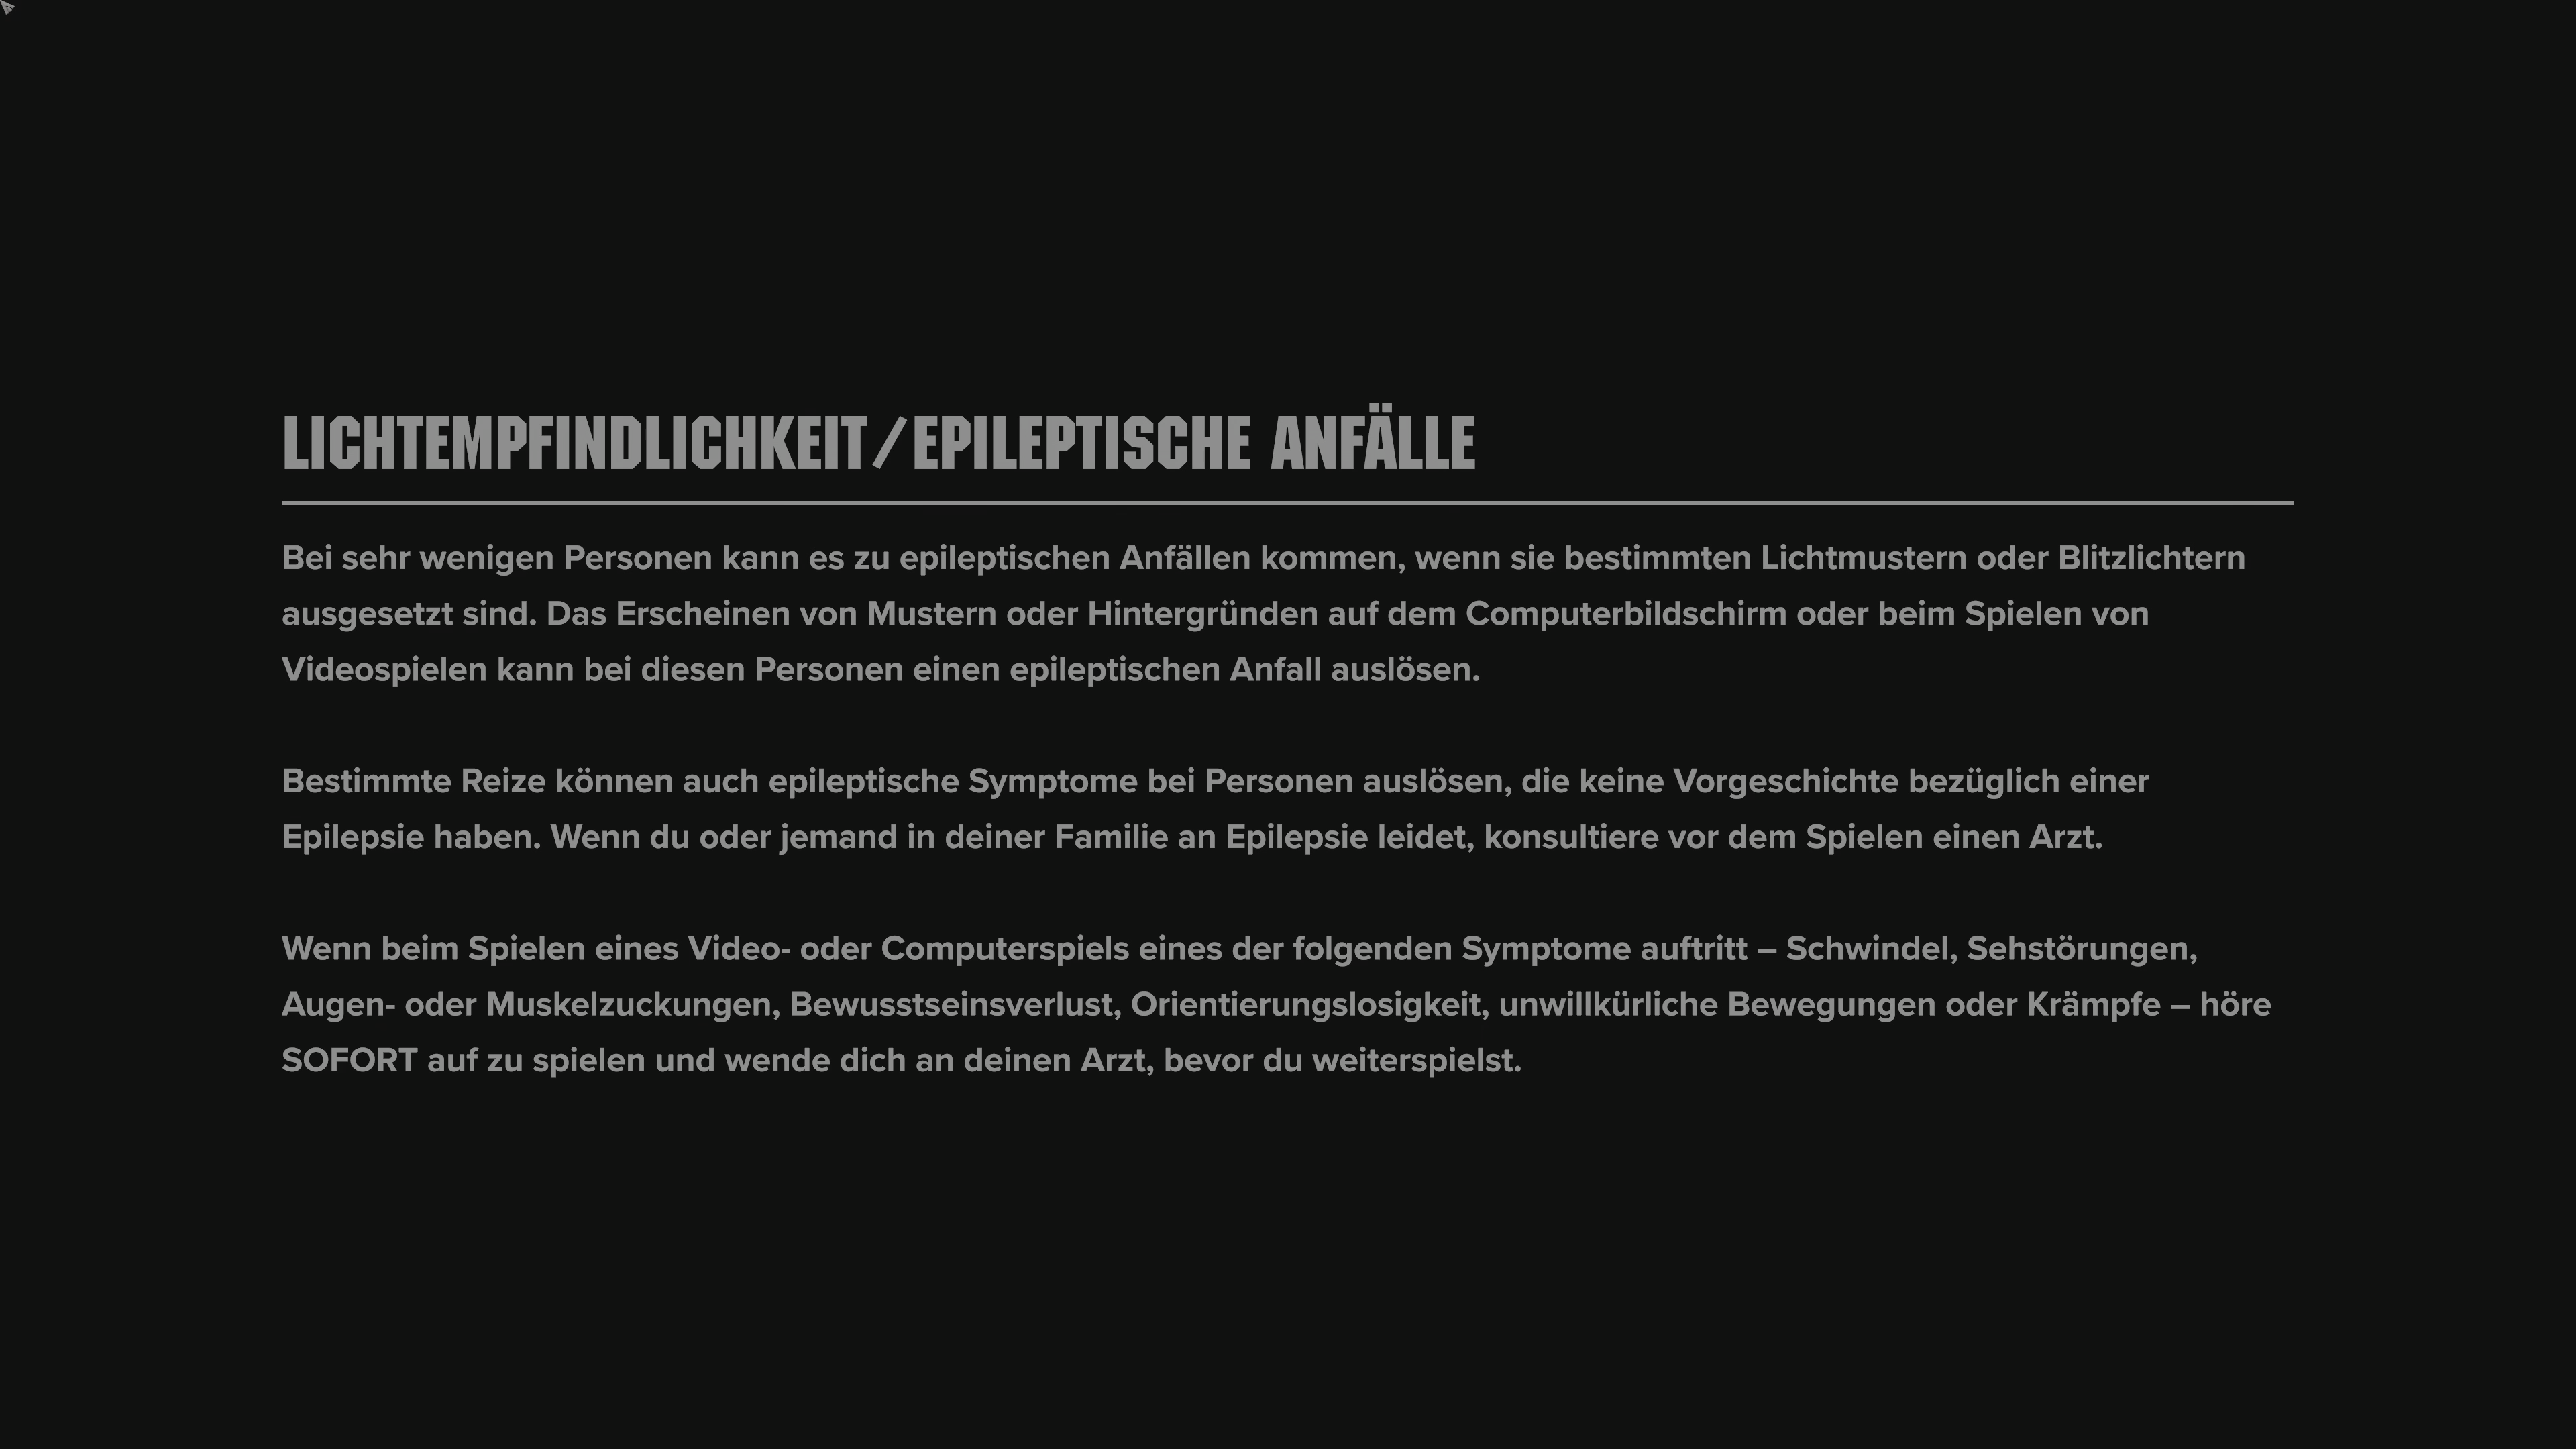 LICHTEMPFINDLICHKEIT/EPILEPTISCHE ANFÄLLE
Bei sehr wenigen Personen kann es zu epileptischen Anfällen kommen, wenn sie bestimmten Lichtmustern oder Blitzlichtern
ausgesetzt sind. Das Erscheinen von Mustern oder Hintergründen auf dem Computerbildschirm oder beim Spielen von
Videospielen kann bei diesen Personen einen epileptischen Anfall auslösen.
Bestimmte Reize können auch epileptische Symptome bei Personen auslösen, die keine Vorgeschichte bezüglich einer
Epilepsie haben. Wenn du oder jemand in deiner Familie an Epilepsie leidet, konsultiere vor dem Spielen einen Arzt.
Wenn beim Spielen eines Video- oder Computerspiels eines der folgenden Symptome auftritt – Schwindel, Sehstörungen,
Augen- oder Muskelzuckungen, Bewusstseinsverlust, Orientierungslosigkeit, unwillkürliche Bewegungen oder Krämpfe – höre
SOFORT auf zu spielen und wende dich an deinen Arzt, bevor du weiterspielst.